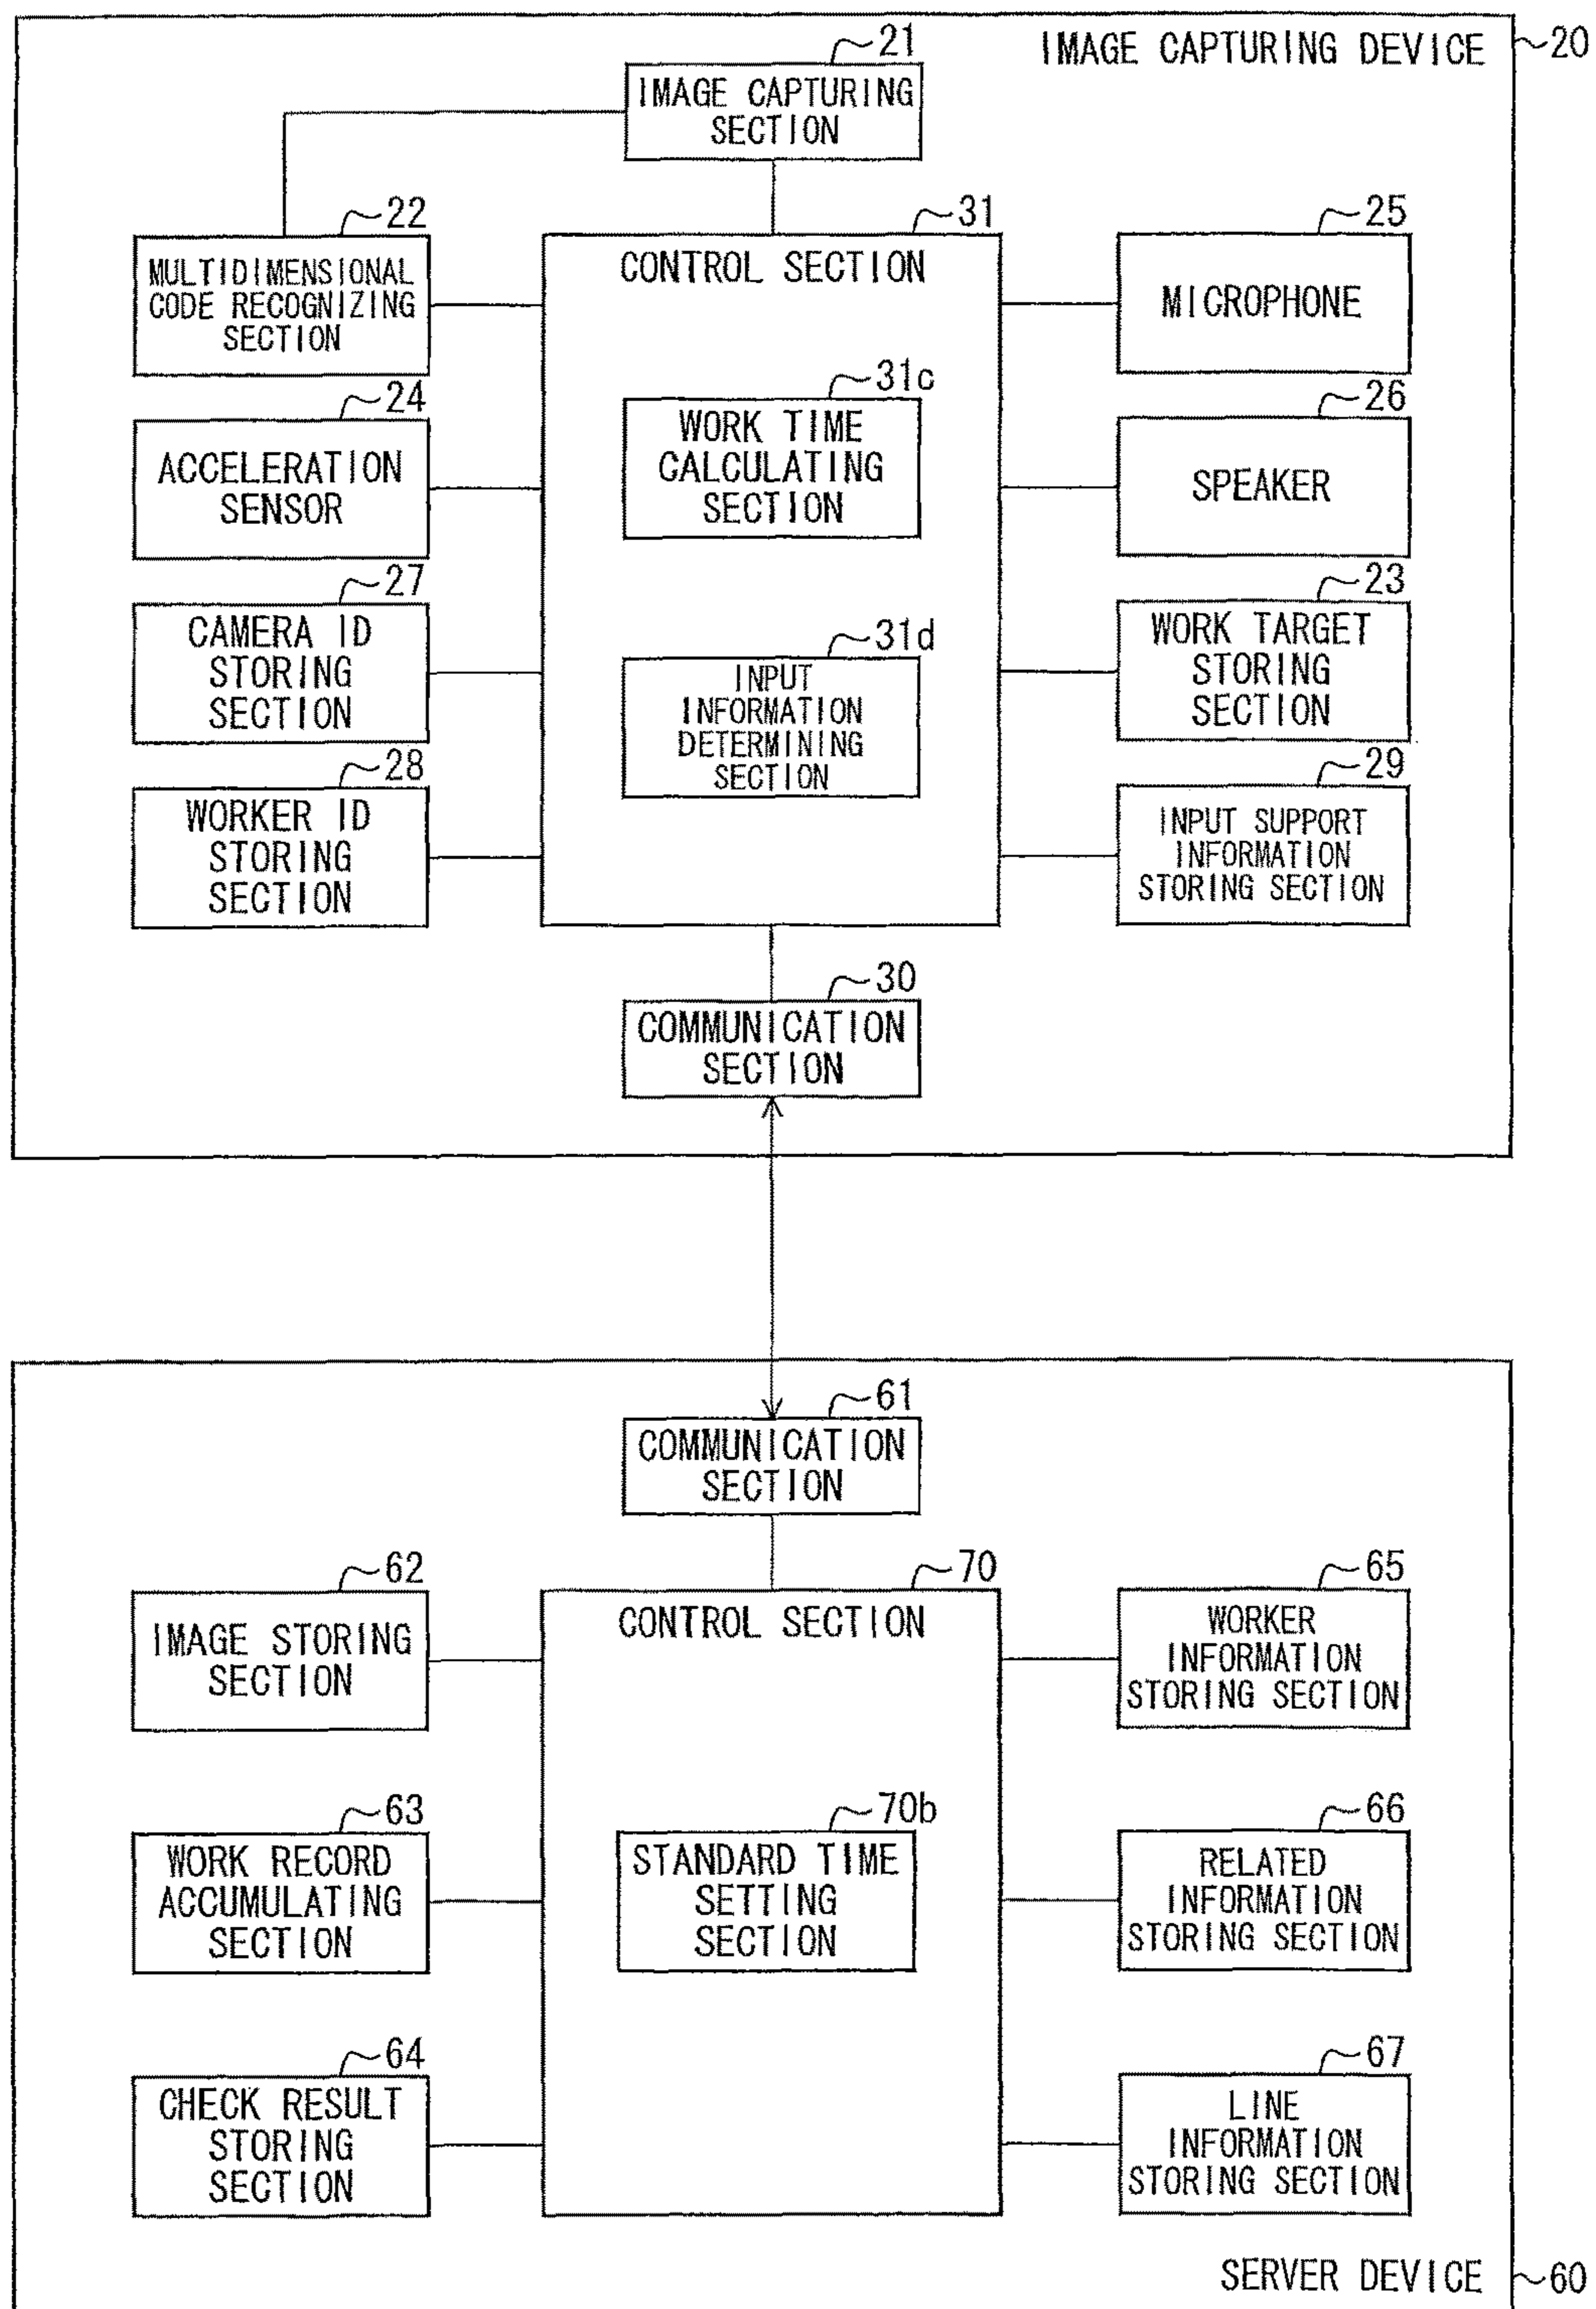 IMAGE CAPTURING DEVICE
20
21
IMAGE CAPTURING
SECTION
22
MULTIDIMENSIONAL
CODE RECOGNIZING
SECTION
31
CONTROL SECTION
25
MICROPHONE
24
ACCELERATION
SENSOR
31c
WORK TIME
CALCULATING
SECTION
26
SPEAKER
27
CAMERA ID
STORING
SECTION
31d
INPUT
INFORMATION
DETERMINING
SECTION
23
WORK TARGET
STORING
SECTION
28
WORKER ID
STORING
SECTION
29
INPUT SUPPORT
INFORMATION
STORING SECTION
30
COMMUNICATION
SECTION
61
COMMUNICATION
SECTION
62
IMAGE STORING
SECTION
70
CONTROL SECTION
65
WORKER
INFORMATION
STORING SECTION
63
WORK RECORD
ACCUMULATING
SECTION
70b
STANDARD TIME
SETTING
SECTION
66
RELATED
INFORMATION
STORING SECTION
64
CHECK RESULT
STORING
SECTION
67
LINE
INFORMATION
STORING SECTION
SERVER DEVICE
60